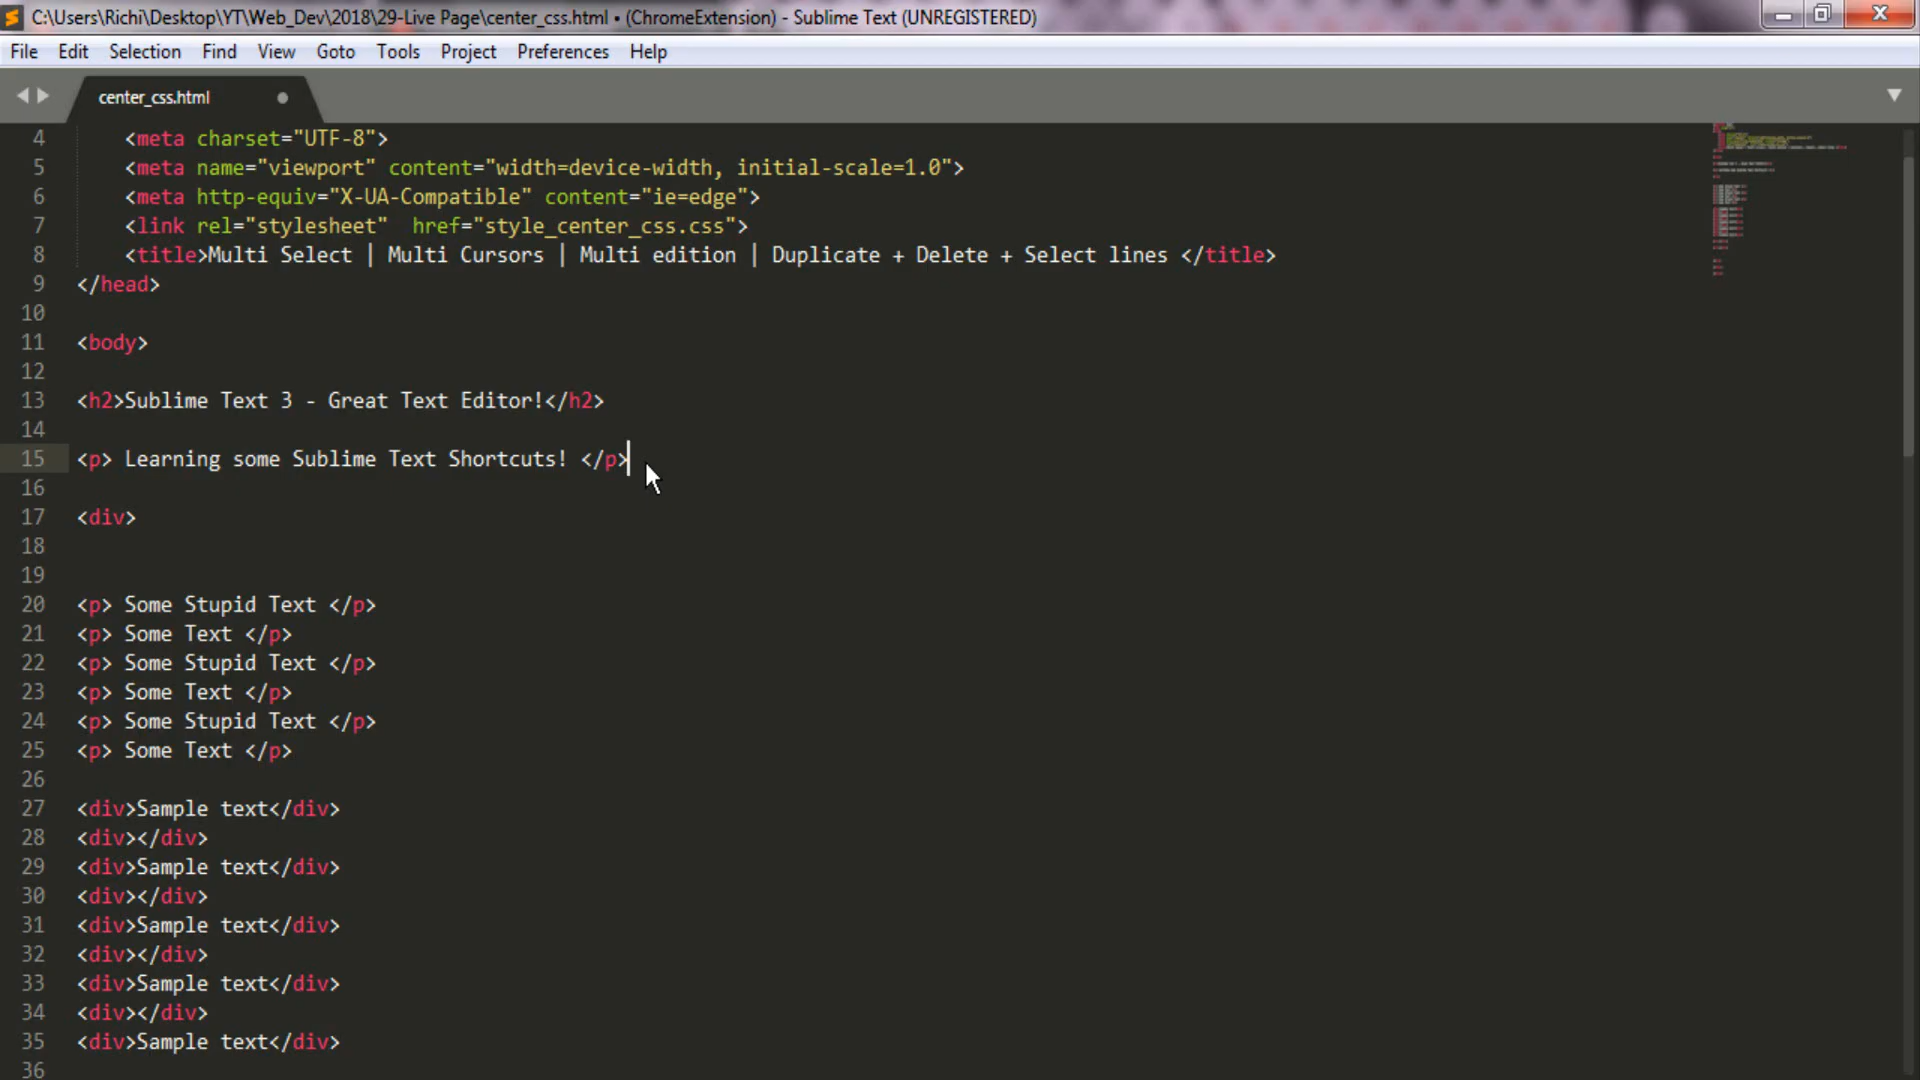 C:\Users\Richi\Desktop\YT\Web_Dev\2018\29-Live Page\center_css.html • (ChromeExtension) - Sublime Text (UNREGISTERED)
File Edit Selection Find View Goto Tools Project Preferences Help
center_css.html
4 <meta charset="UTF-8">
5 <meta name="viewport" content="width=device-width, initial-scale=1.0">
6 <meta http-equiv="X-UA-Compatible" content="ie=edge">
7 <link rel="stylesheet"  href="style_center_css.css">
8 <title>Multi Select | Multi Cursors | Multi edition | Duplicate + Delete + Select lines </title>
9 </head>
10
11 <body>
12
13 <h2>Sublime Text 3 - Great Text Editor!</h2>
14
15 <p> Learning some Sublime Text Shortcuts! </p>
16
17 <div>
18
19
20 <p> Some Stupid Text </p>
21 <p> Some Text </p>
22 <p> Some Stupid Text </p>
23 <p> Some Text </p>
24 <p> Some Stupid Text </p>
25 <p> Some Text </p>
26
27 <div>Sample text</div>
28 <div></div>
29 <div>Sample text</div>
30 <div></div>
31 <div>Sample text</div>
32 <div></div>
33 <div>Sample text</div>
34 <div></div>
35 <div>Sample text</div>
36